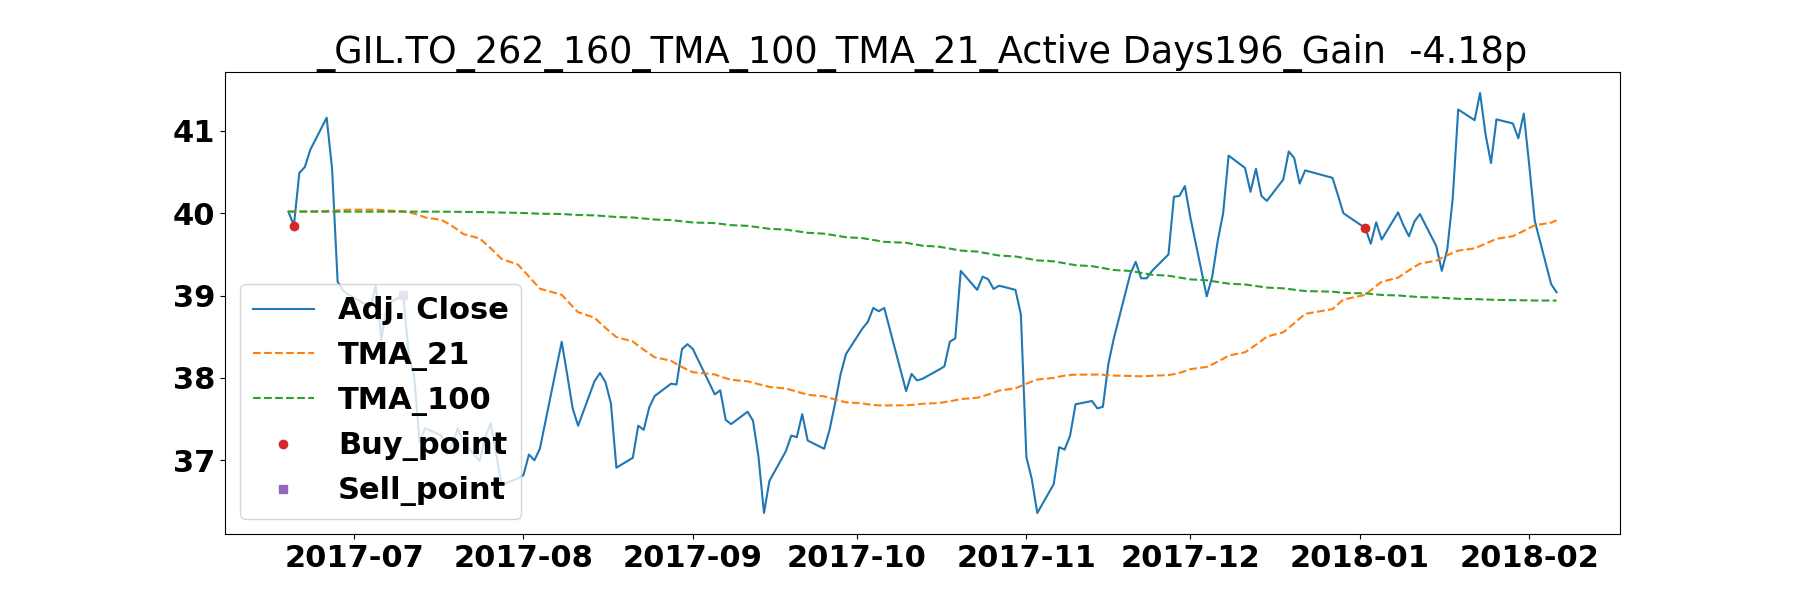 _GIL.TO_262_160_TMA_100_TMA_21_Active Days196_Gain  -4.18p
41
40
39
38
37
Adj. Close
TMA_21
TMA_100
Buy_point
Sell_point
2017-07 2017-08 2017-09 2017-10 2017-11 2017-12 2018-01 2018-02